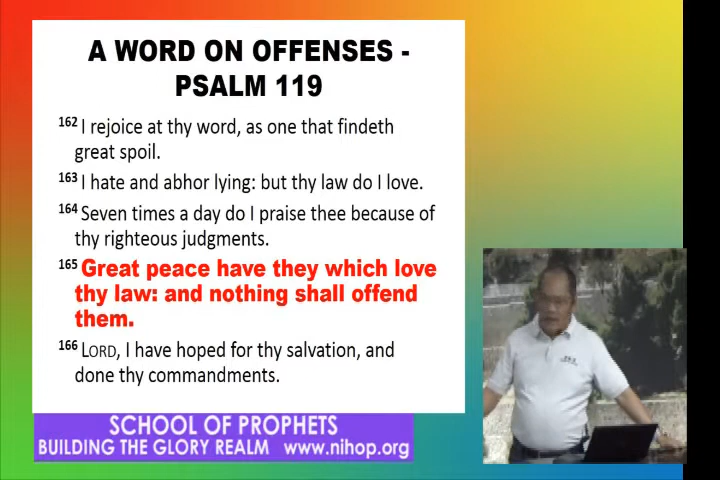 A WORD ON OFFENSES -
PSALM 119
162 I rejoice at thy word, as one that findeth
great spoil.
163 I hate and abhor lying: but thy law do I love.
164 Seven times a day do I praise thee because of
thy righteous judgments.
165 Great peace have they which love
thy law: and nothing shall offend
them.
166 LORD, I have hoped for thy salvation, and
done thy commandments.
SCHOOL OF PROPHETS
BUILDING THE GLORY REALM www.nihop.org